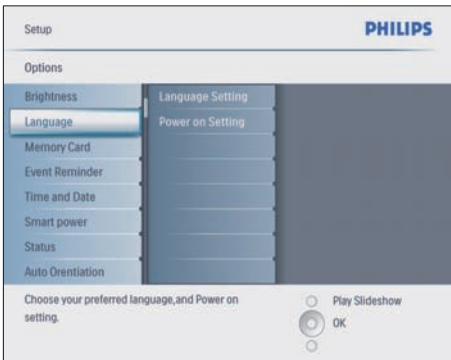 Setup
PHILIPS
Options
Brightness
Language Setting
Language
Power on Setting
Memory Card
Event Reminder
Time and Date
Smart power
Status
Auto Orentiation
Choose your preferred language,and Power on
setting.
Play Slideshow
OK